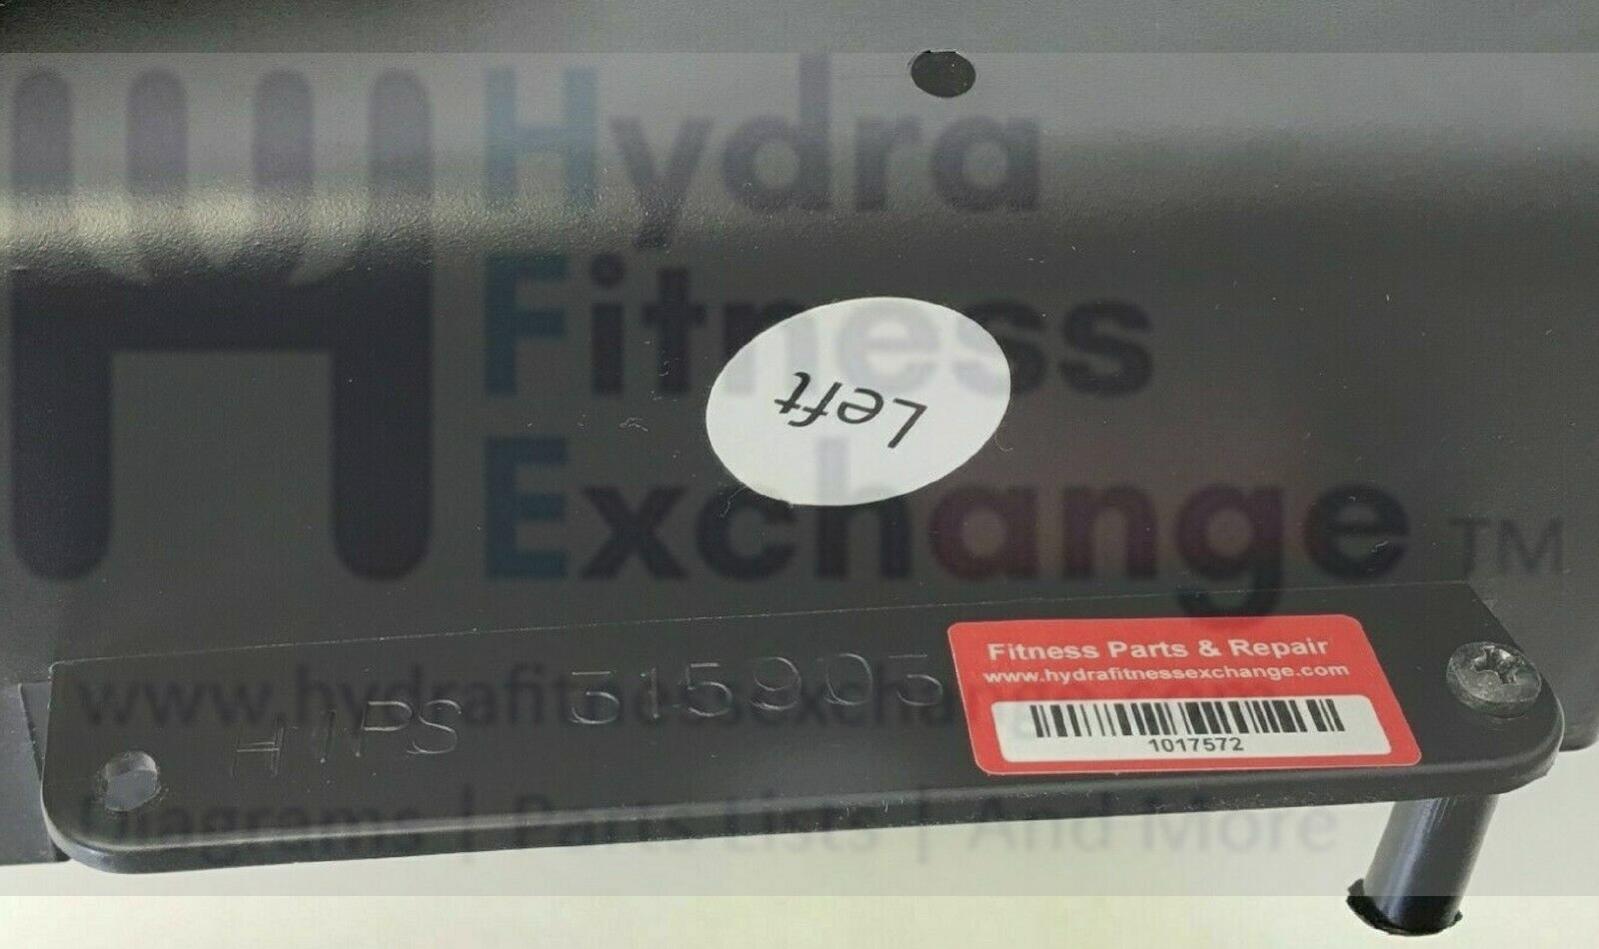 Hydra
Fitness
Exchange TM
Left
www.hydrafitnessexchange.com
HIPS 315905
Fitness Parts & Repair
www.hydrafitnessexchange.com
1017572
Diagrams | Parts Lists | And More